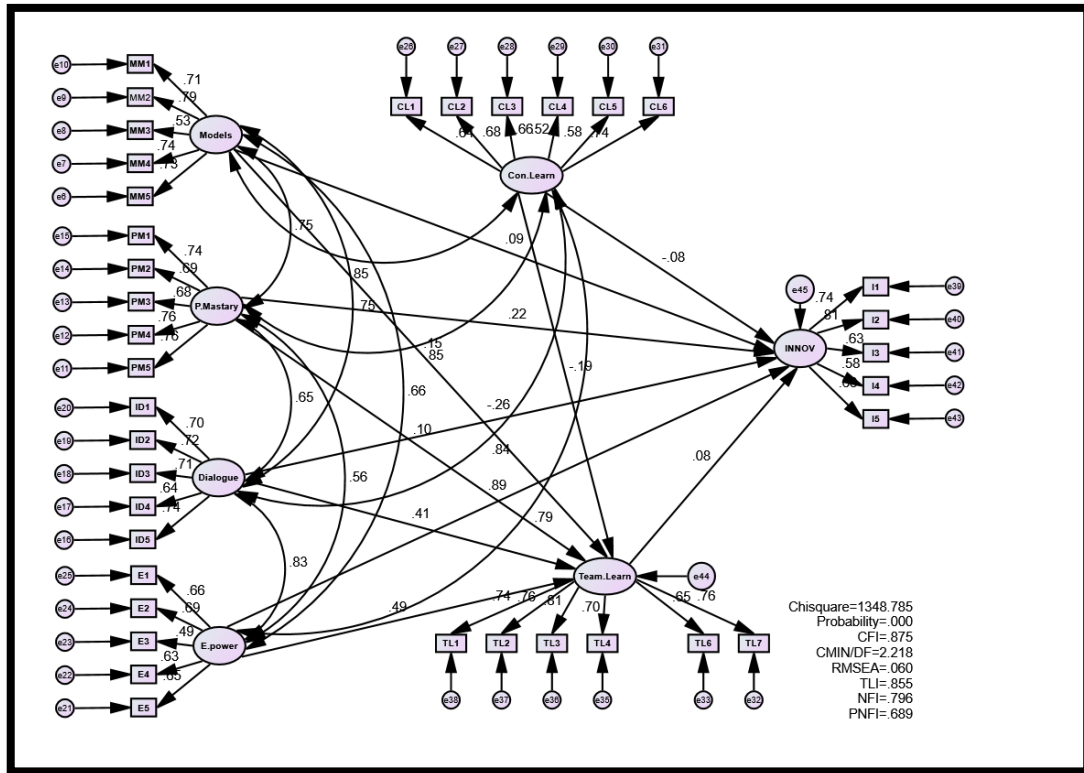 e10 MM1 .71
e9 MM2 .79
e8 MM3 .53
e7 MM4 .74
e6 MM5 .73
Models
e15 PM1 .74
e14 PM2 .69
e13 PM3 .68
e12 PM4 .76
e11 PM5 .76
P.Mastary
e20 ID1 .70
e19 ID2 .72
e18 ID3 .71
e17 ID4 .64
e16 ID5 .74
Dialogue
e25 E1 .66
e24 E2 .69
e23 E3 .49
e22 E4 .63
e21 E5 .65
E.power
e26 e27 e28 e29 e30 e31
CL1 CL2 CL3 CL4 CL5 CL6
.64 .68 .66 .52 .58 .74
Con.Learn
.75
.09
-.08
.85
.75
.22
.15
.85
-.19
.65
.66
-.26
.10
.84
.56
.89
.41
.79
.83
.49
.08
e45
INNOV
.74 I1 e39
.81 I2 e40
.63 I3 e41
.58 I4 e42
I5 e43
Team.Learn
e44
.74 .76 .81 .70 .65 .76
TL1 TL2 TL3 TL4 TL6 TL7
e38 e37 e36 e35 e33 e32
Chisquare=1348.785
Probability=.000
CFI=.875
CMIN/DF=2.218
RMSEA=.060
TLI=.855
NFI=.796
PNFI=.689